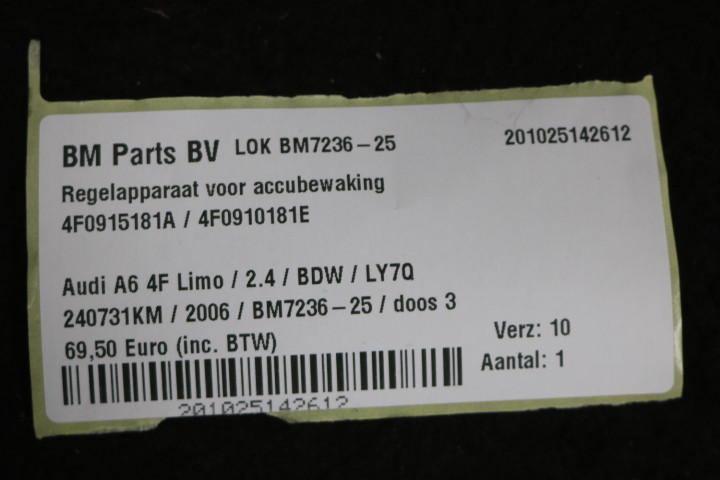 BM Parts BV LOK BM7236-25 201025142612
Regelapparaat voor accubewaking
4F0915181A / 4F0910181E
Audi A6 4F Limo / 2.4 / BDW / LY7Q
240731KM / 2006 / BM7236-25 / doos 3
69,50 Euro (inc. BTW)
Verz: 10
Aantal: 1
201025142612